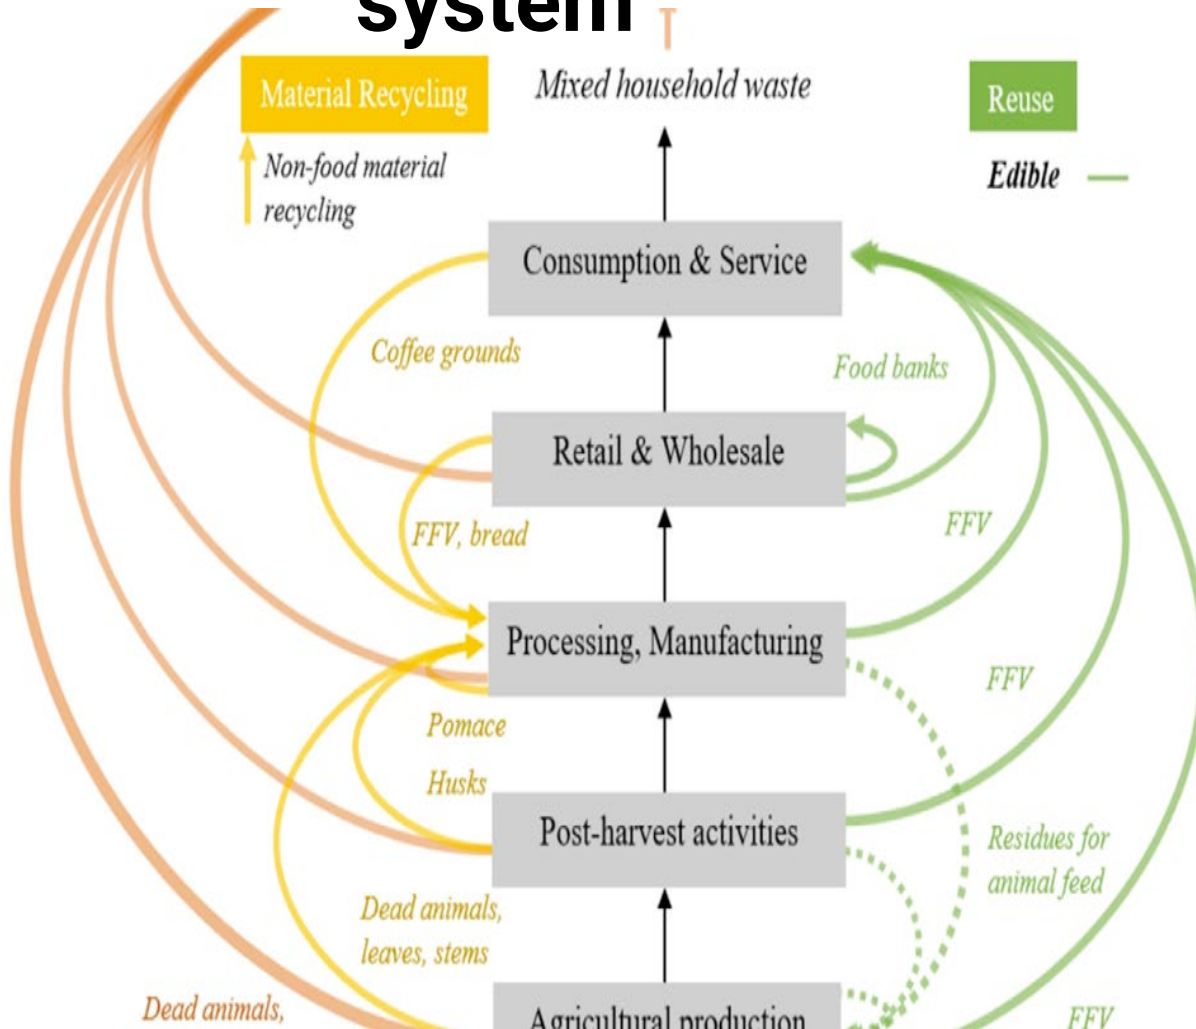 system
Material Recycling
Mixed household waste
Reuse
Non-food material
recycling
Edible
Consumption & Service
Coffee grounds
Food banks
Retail & Wholesale
FFV, bread
FFV
Processing, Manufacturing
FFV
Pomace
Husks
Post-harvest activities
Residues for
animal feed
Dead animals,
leaves, stems
Dead animals,
Agricultural production
FFV